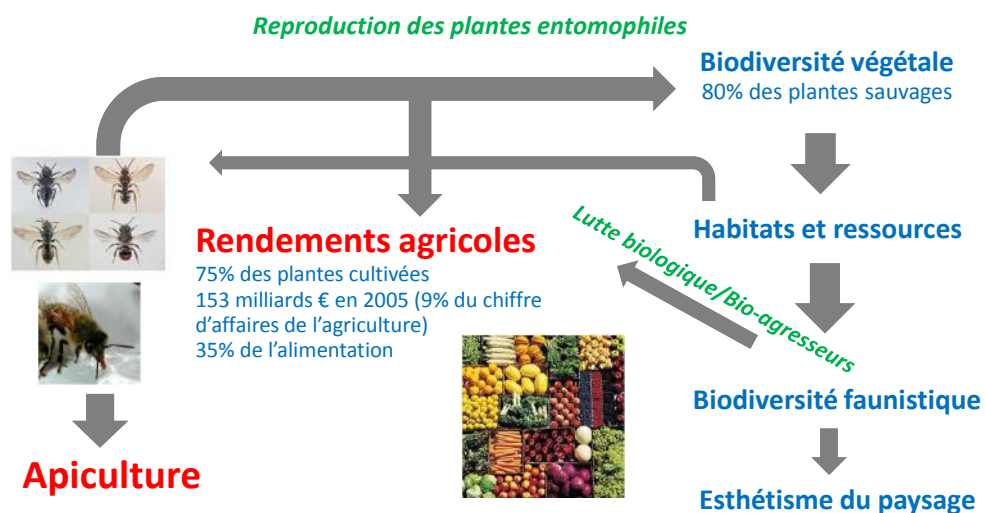 Reproduction des plantes entomophiles
Biodiversité végétale
80% des plantes sauvages
Habitats et ressources
Lutte biologique/Bio-agresseurs
Rendements agricoles
75% des plantes cultivées
153 milliards € en 2005 (9% du chiffre
d’affaires de l’agriculture)
35% de l’alimentation
Biodiversité faunistique
Apiculture
Esthétisme du paysage